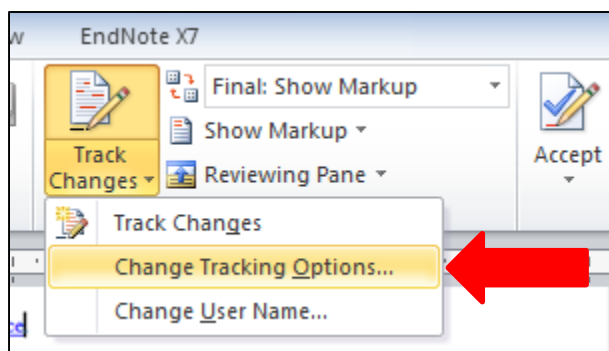 w EndNote X7
Final: Show Markup
Show Markup
Reviewing Pane
Track
Changes
Accept
Track Changes
Change Tracking Options...
Change User Name...